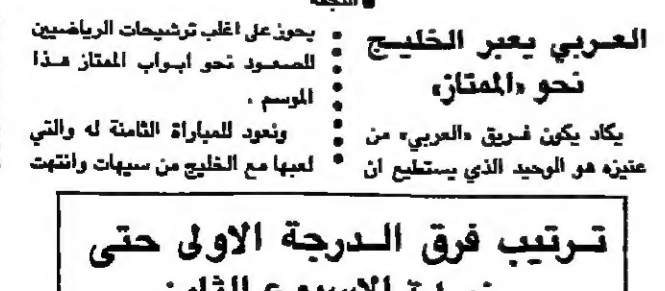 العربي يعبر الخليج
نحو «الممتاز»
يكاد يكون فريق «العربي» من
عنيزه هو الوحيد الذي يستطيع ان
يحوز على اغلب ترشيحات الرياضيين
للصعود نحو ابواب الممتاز هذا
الموسم .
ونعود للمباراة الثامنة له والتي
لعبها مع الخليج من سيهات وانتهت
ترتيب فرق الدرجة الاولى حتى
الاسبوع الثامن